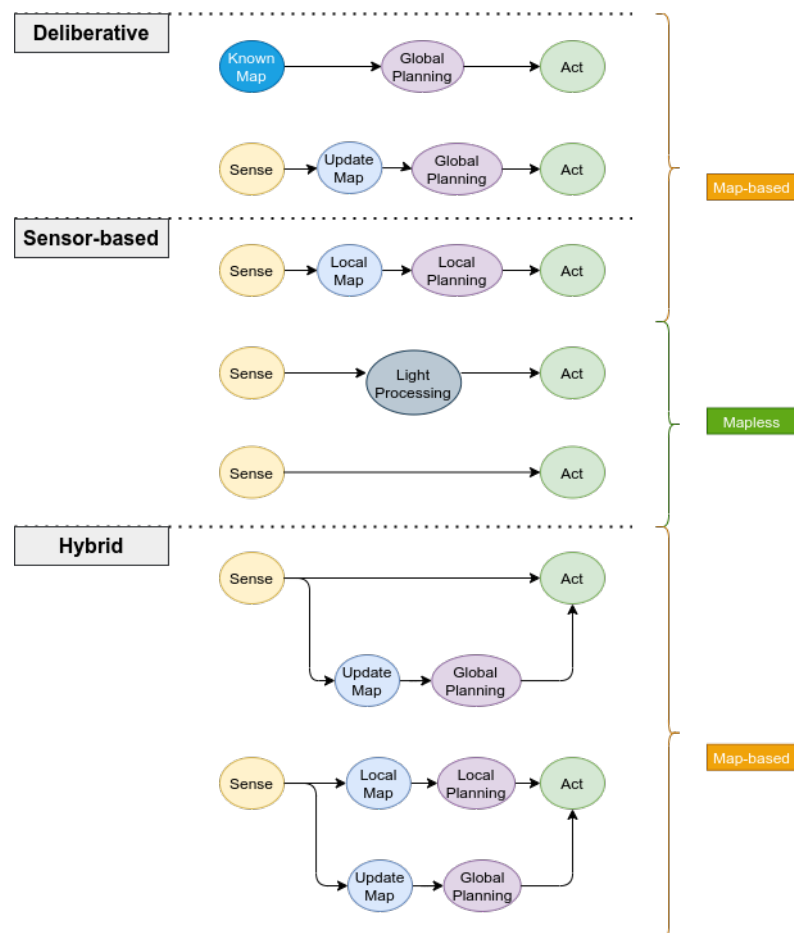 Deliberative
Known
Map
Global
Planning
Act
Sense
Update
Map
Global
Planning
Act
Map-based
Sensor-based
Sense
Local
Map
Local
Planning
Act
Sense
Light
Processing
Act
Mapless
Sense
Act
Hybrid
Sense
Act
Update
Map
Global
Planning
Map-based
Sense
Local
Map
Local
Planning
Act
Update
Map
Global
Planning